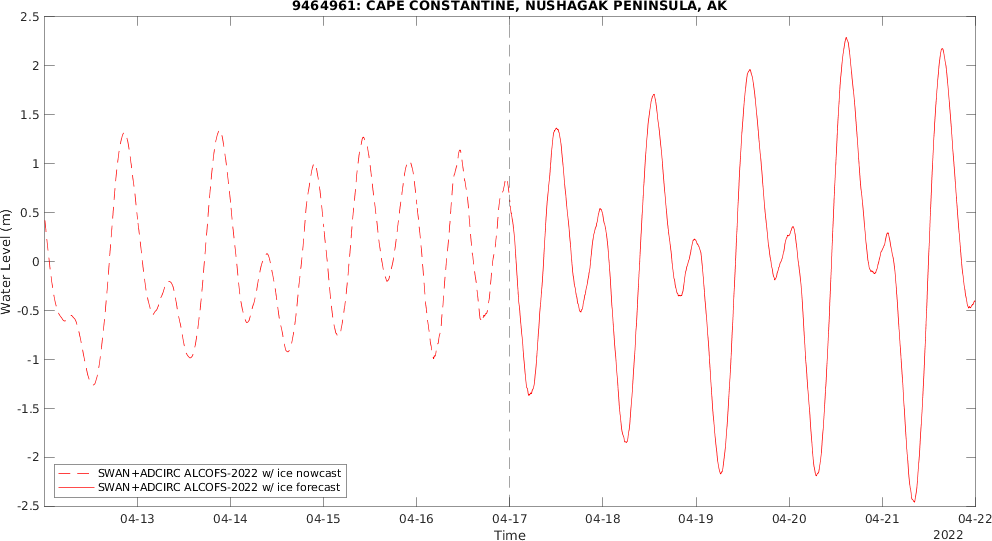 9464961: CAPE CONSTANTINE, NUSHAGAK PENINSULA, AK
2.5
2
1.5
1
0.5
0
-0.5
-1
-1.5
-2
-2.5
Water Level (m)
SWAN+ADCIRC ALCOFS-2022 w/ ice nowcast
SWAN+ADCIRC ALCOFS-2022 w/ ice forecast
04-13 04-14 04-15 04-16 04-17 04-18 04-19 04-20 04-21 04-22
Time
2022